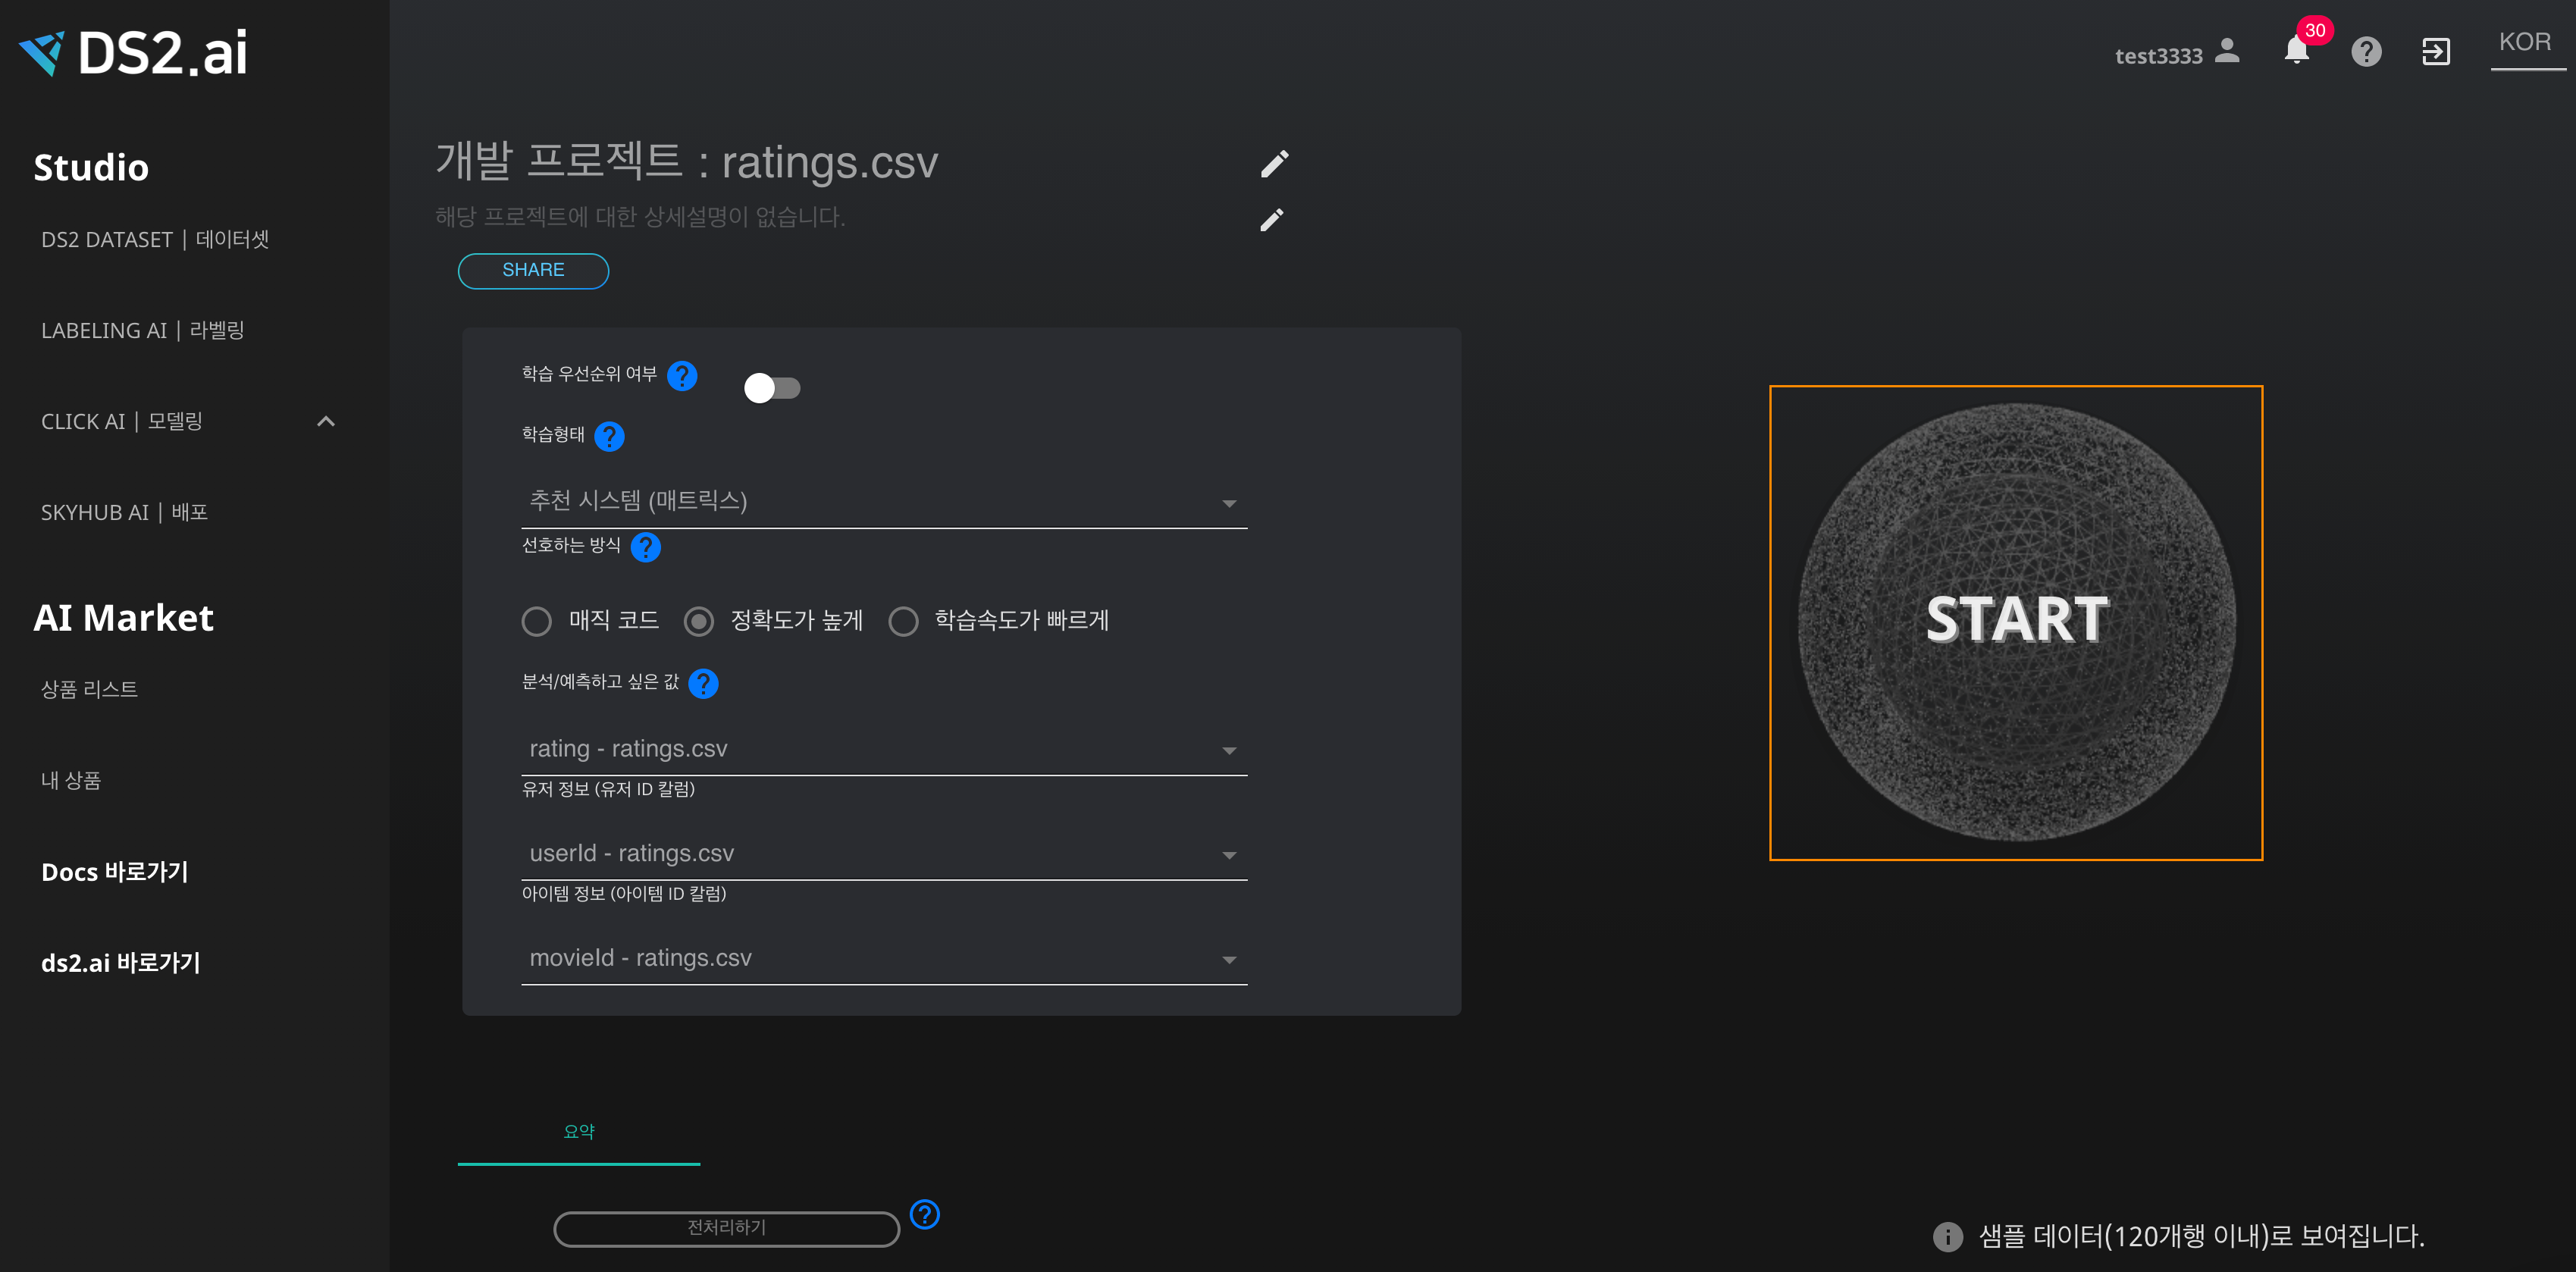 DS2.ai
test3333
30
KOR
Studio
DS2 DATASET | 데이터셋
LABELING AI | 라벨링
CLICK AI | 모델링
SKYHUB AI | 배포
AI Market
상품 리스트
내 상품
Docs 바로가기
ds2.ai 바로가기
개발 프로젝트 : ratings.csv
해당 프로젝트에 대한 상세설명이 없습니다.
SHARE
학습 우선순위 여부 ?
학습형태 ?
추천 시스템 (매트릭스)
선호하는 방식 ?
매직 코드 정확도가 높게 학습속도가 빠르게
분석/예측하고 싶은 값 ?
rating - ratings.csv
유저 정보 (유저 ID 칼럼)
userId - ratings.csv
아이템 정보 (아이템 ID 칼럼)
movieId - ratings.csv
START
요약
전처리하기 ?
샘플 데이터(120개행 이내)로 보여집니다.